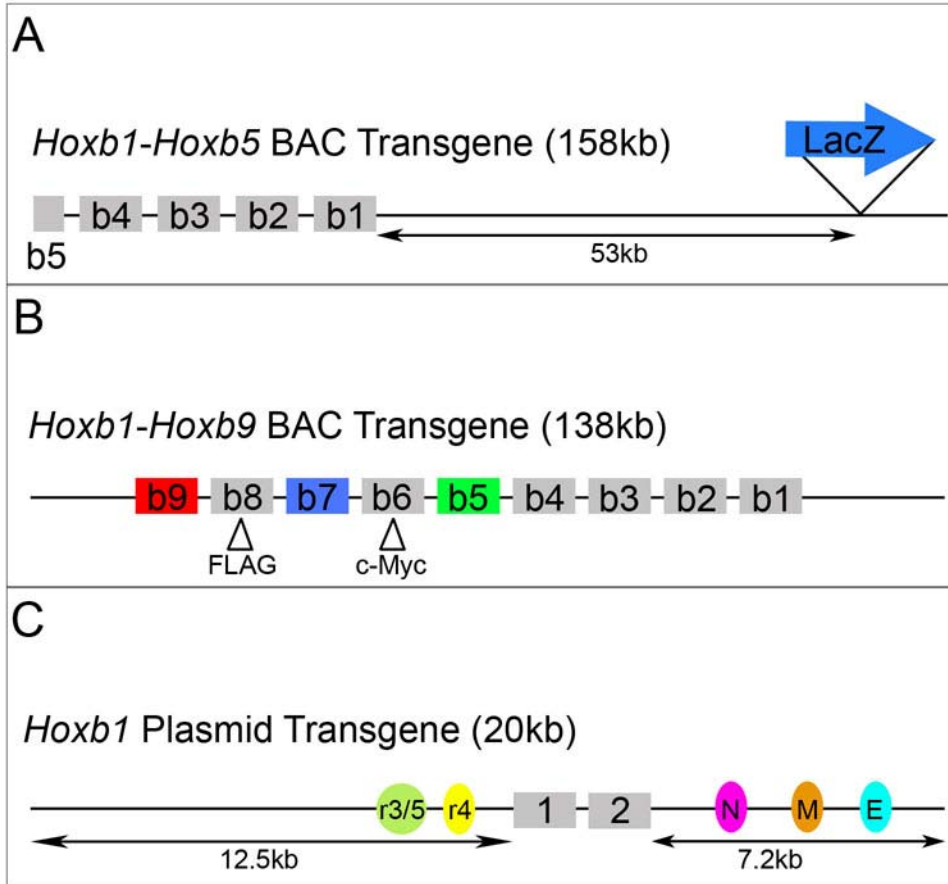 A
Hoxb1-Hoxb5 BAC Transgene (158kb)
LacZ
b4 b3 b2 b1
b5
53kb
B
Hoxb1-Hoxb9 BAC Transgene (138kb)
b9 b8 b7 b6 b5 b4 b3 b2 b1
FLAG c-Myc
C
Hoxb1 Plasmid Transgene (20kb)
r3/5 r4 1 2 N M E
12.5kb 7.2kb